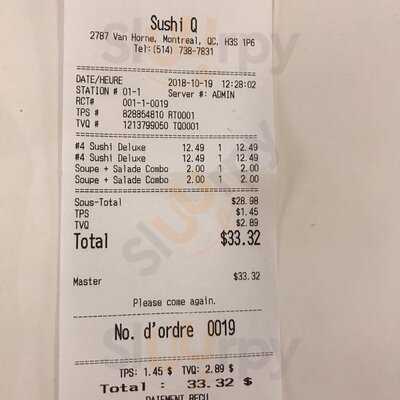 Sushi Q
2787 Van Horne, Montreal, QC, H3S 1P6
Tel:(514) 738-7831
DATE/HEURE 2018-10-19 12:28:02
STATION # 01-1 Server #: ADMIN
RCT# 001-1-0019
TPS # 828854810 RT0001
TVQ # 1213799050 TQ0001
#4 Sushi Deluxe 12.49 1 12.49
#4 Sushi Deluxe 12.49 1 12.49
Soupe + Salade Combo 2.00 1 2.00
Soupe + Salade Combo 2.00 1 2.00
Sous-Total $28.98
TPS $1.45
TVQ $2.89
Total $33.32
Master $33.32
Please come again.
No. d'ordre 0019
TPS: 1.45 $ TVQ: 2.89 $
Total : 33.32 $
PAIEMENT RECU